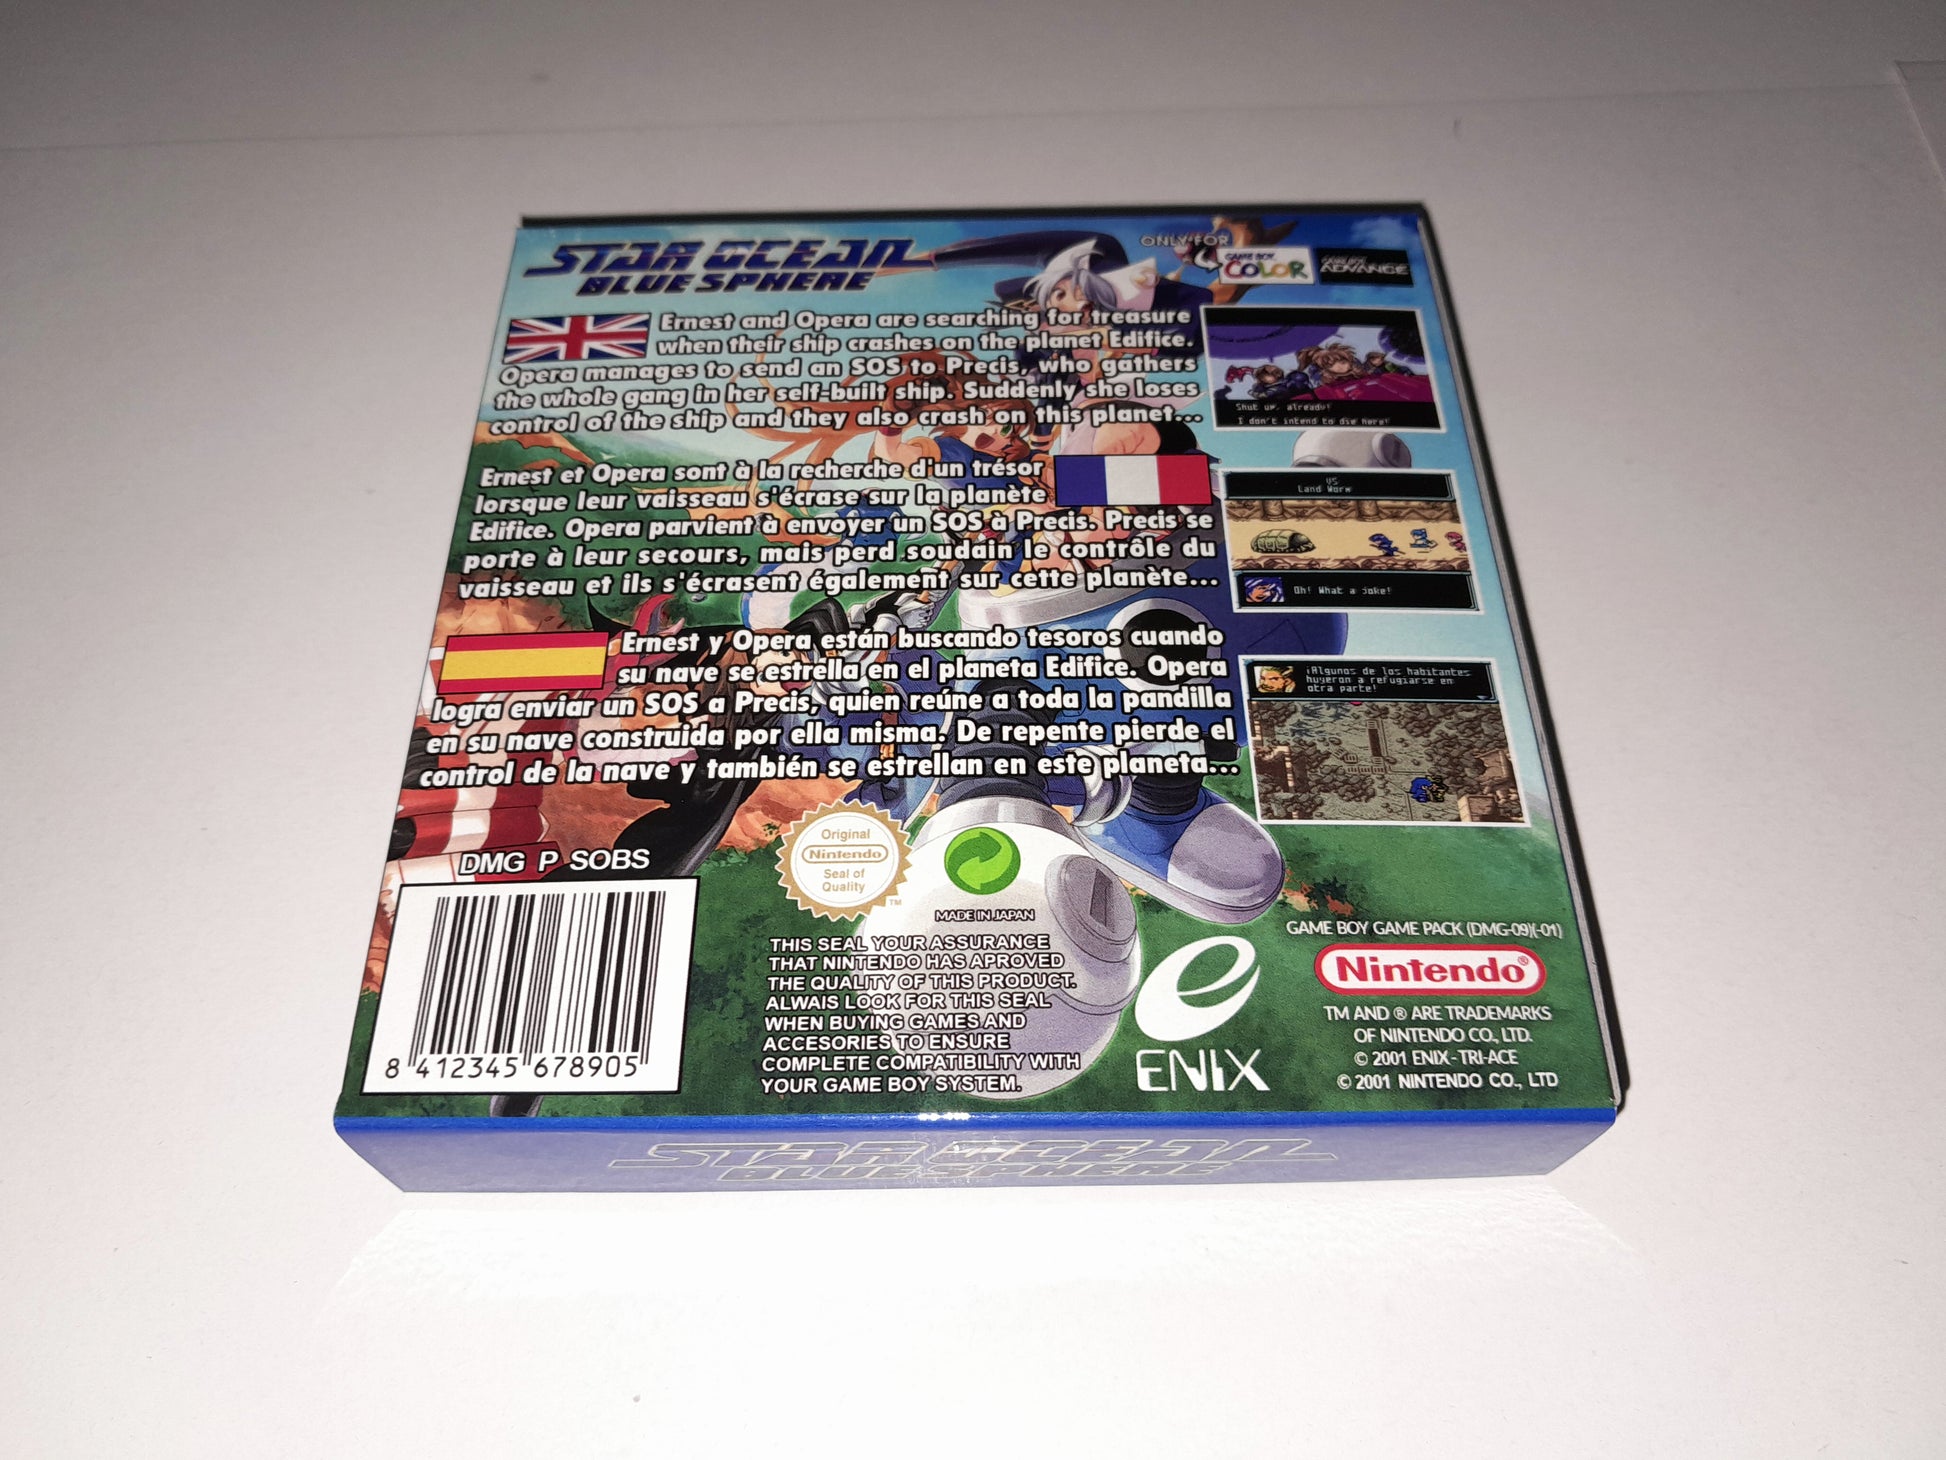 STAR OCEAN
BLUE SPHERE
ONLY FOR
GAME BOY
COLOR
GAME BOY
ADVANCE
Ernest and Opera are searching for treasure
when their ship crashes on the planet Edifice.
Opera manages to send an SOS to Precis, who gathers
the whole gang in her self-built ship. Suddenly she loses
control of the ship and they also crash on this planet...
Shut up, already!
I don't intend to die here!
Ernest et Opera sont à la recherche d'un trésor
lorsque leur vaisseau s'écrase sur la planète
Edifice. Opera parvient à envoyer un SOS à Precis. Precis se
porte à leur secours, mais perd soudain le contrôle du
vaisseau et ils s'écrasent également sur cette planète...
VS
Land Worm
Oh! What a joke!
Ernest y Opera están buscando tesoros cuando
su nave se estrella en el planeta Edifice. Opera
logra enviar un SOS a Precis, quien reúne a toda la pandilla
en su nave construida por ella misma. De repente pierde el
control de la nave y también se estrellan en este planeta...
¡Algunos de los habitantes
huyeron a refugiarse en
otra parte!
DMG P SOBS
8 412345 678905
Original
Nintendo
Seal of
Quality
TM
MADE IN JAPAN
THIS SEAL YOUR ASSURANCE
THAT NINTENDO HAS APROVED
THE QUALITY OF THIS PRODUCT.
ALWAIS LOOK FOR THIS SEAL
WHEN BUYING GAMES AND
ACCESORIES TO ENSURE
COMPLETE COMPATIBILITY WITH
YOUR GAME BOY SYSTEM.
ENIX
GAME BOY GAME PACK (DMG-09)(-01)
Nintendo®
TM AND ® ARE TRADEMARKS
OF NINTENDO CO., LTD.
© 2001 ENIX-TRI-ACE
© 2001 NINTENDO CO., LTD
STAR OCEAN
BLUE SPHERE